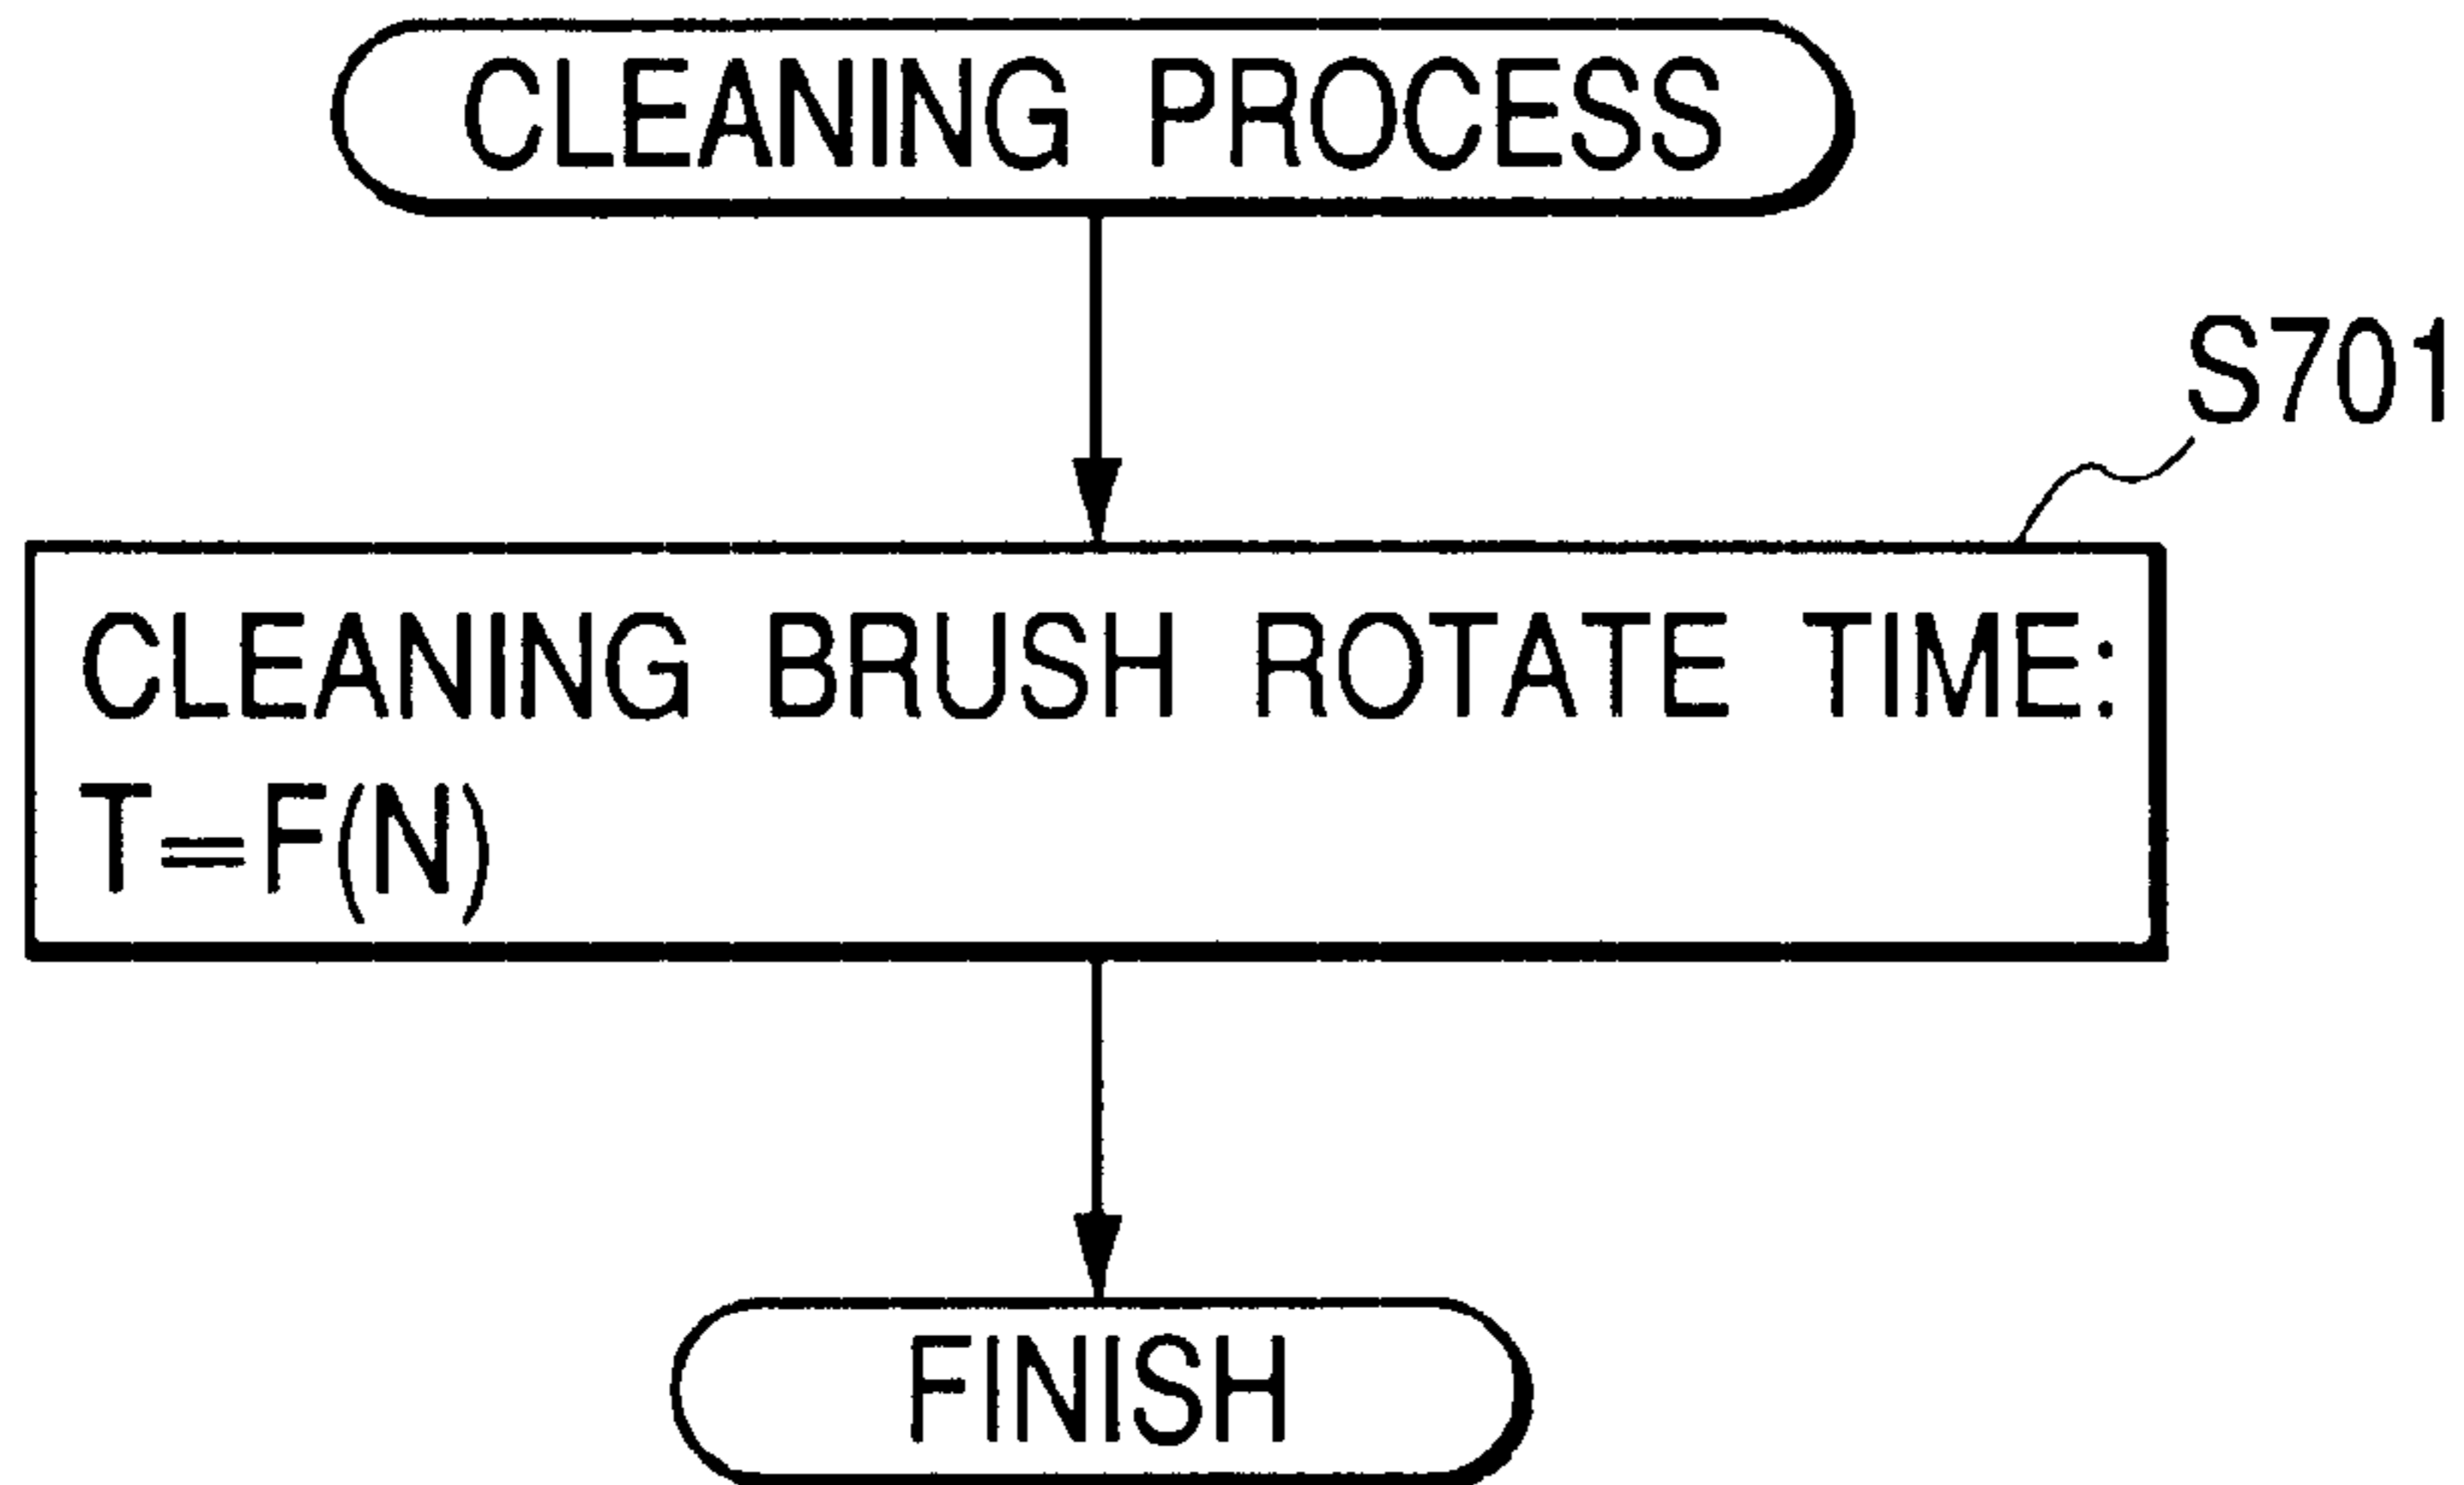 CLEANING PROCESS
S701
CLEANING BRUSH ROTATE TIME:
T=F(N)
FINISH